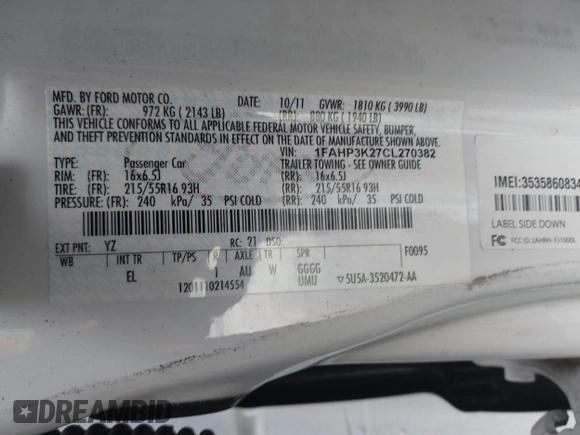 MFD. BY FORD MOTOR CO.
DATE: 10/11 GVWR: 1810 KG ( 3990 LB)
GAWR: (FR): 972 KG ( 2143 LB) (RR): 880 KG ( 1940 LB)
THIS VEHICLE CONFORMS TO ALL APPLICABLE FEDERAL MOTOR VEHICLE SAFETY, BUMPER,
AND THEFT PREVENTION STANDARDS IN EFFECT ON THE DATE OF MANUFACTURE SHOWN ABOVE.
VIN: 1FAHP3K27CL270382
TYPE: Passenger Car TRAILER TOWING - SEE OWNER GUIDE
RIM: (FR): 16x6.5J (RR): 16x6.5J
TIRE: (FR): 215/55R16 93H (RR): 215/55R16 93H
PRESSURE: (FR): 240 kPa/ 35 PSI COLD (RR): 240 kPa/ 35 PSI COLD
EXT PNT: YZ RC: 21 DSO: F0095
WB INT TR TP/PS R AXLE TR SPR
EL I AU W GGGG
UMU
1201110214554 5U5A-3520472-AA
IMEI:3535860834
LABEL SIDE DOWN
FC FCC ID:
DREAMBID